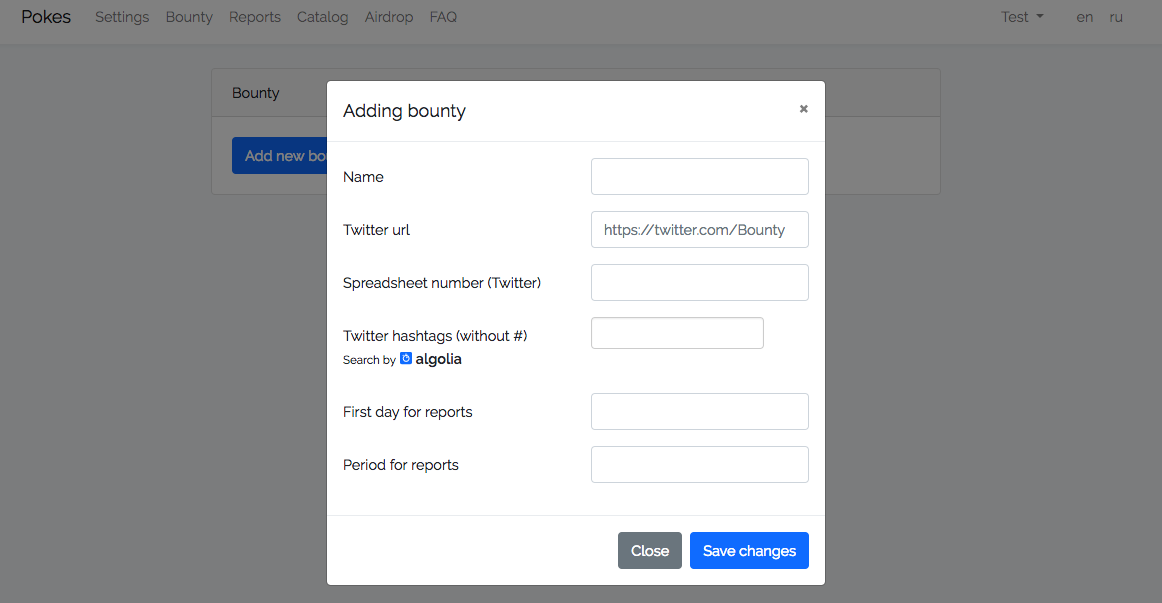 Pokes Settings Bounty Reports Catalog Airdrop FAQ Test en ru
Bounty
Add new bou
Adding bounty ×
Name
Twitter url https://twitter.com/Bounty
Spreadsheet number (Twitter)
Twitter hashtags (without #)
Search by algolia
First day for reports
Period for reports
Close Save changes